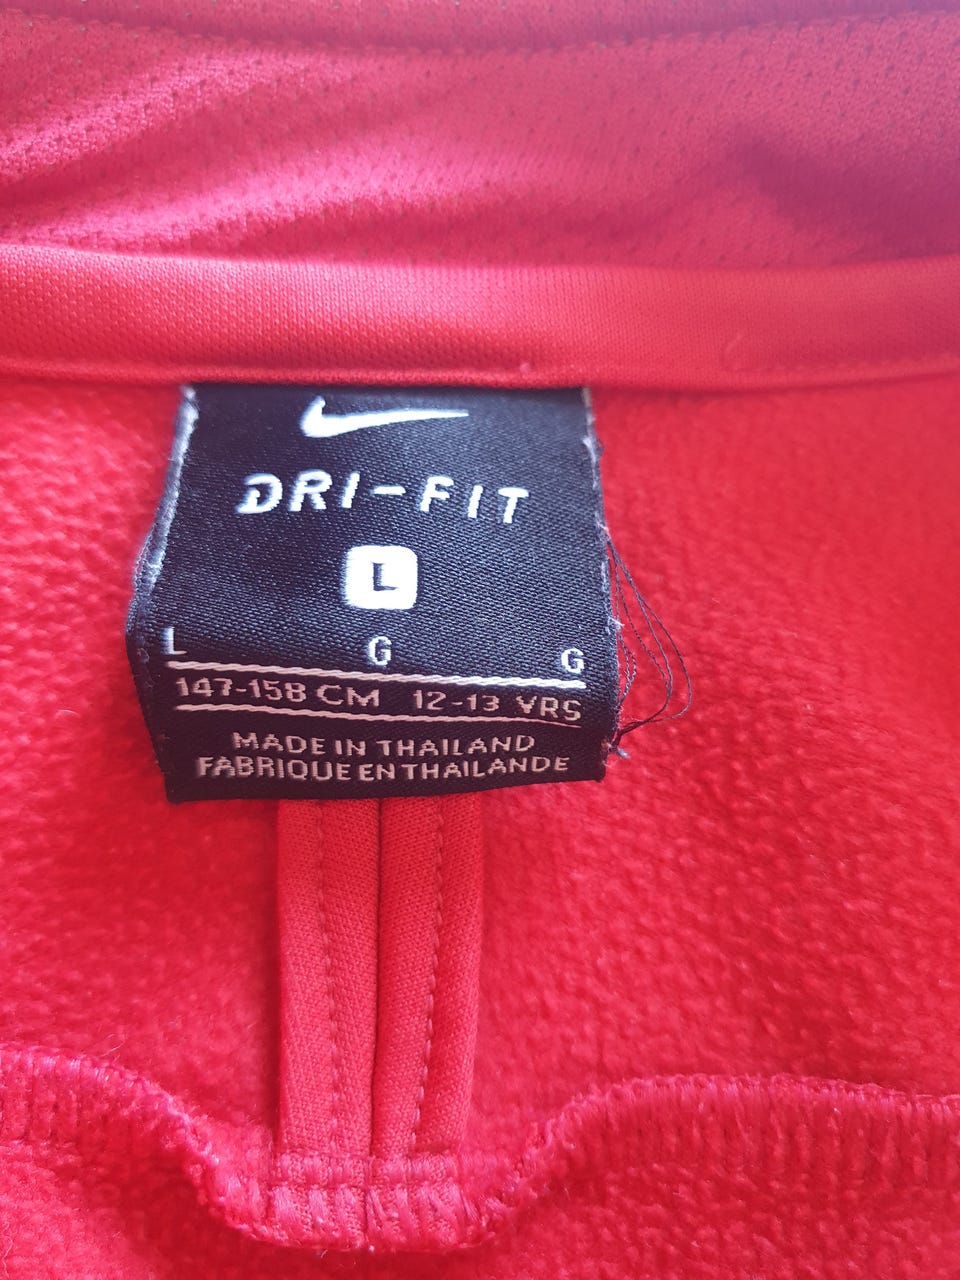 DRI-FIT
L
L G G
147-158 CM 12-13 YRS
MADE IN THAILAND
FABRIQUE EN THAILANDE